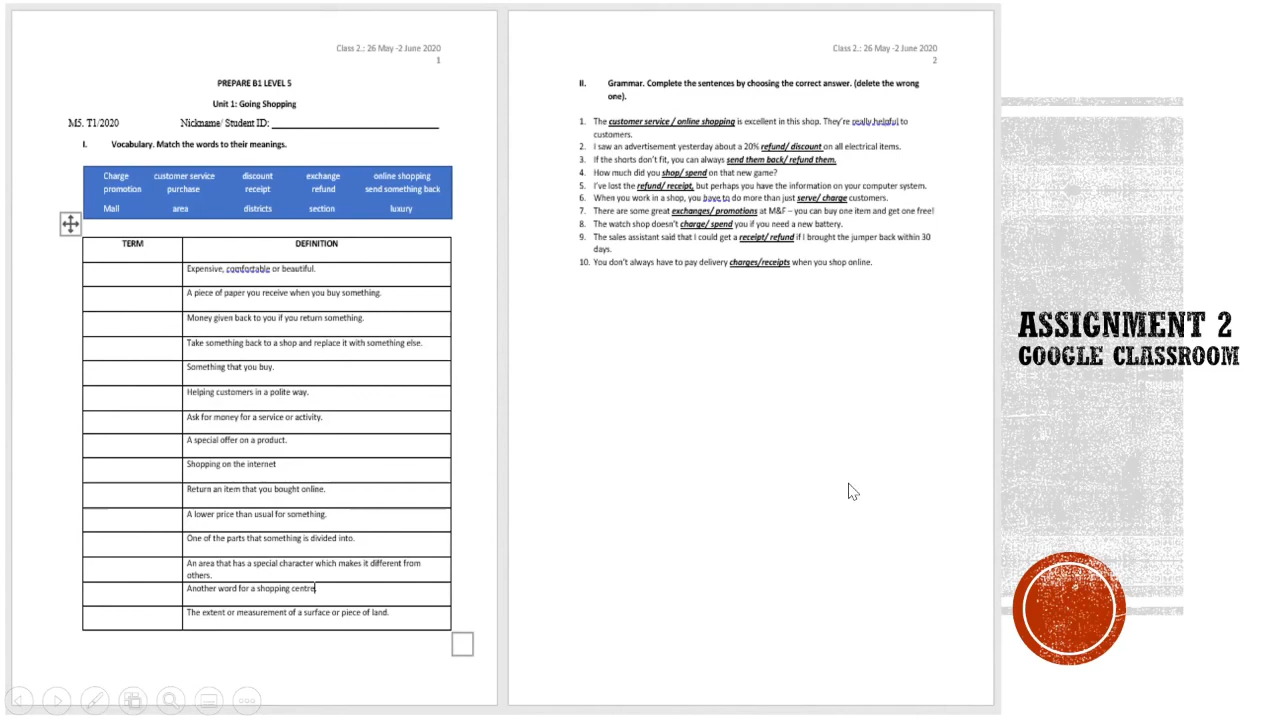 Class 2.: 26 May -2 June 2020
1
PREPARE B1 LEVEL 5
Unit 1: Going Shopping
M5. T1/2020 Nickname/ Student ID: ____________________
I. Vocabulary. Match the words to their meanings.
Charge customer service discount exchange online shopping
promotion purchase receipt refund send something back
Mall area districts section luxury
TERM DEFINITION
Expensive, comfortable or beautiful.
A piece of paper you receive when you buy something.
Money given back to you if you return something.
Take something back to a shop and replace it with something else.
Something that you buy.
Helping customers in a polite way.
Ask for money for a service or activity.
A special offer on a product.
Shopping on the internet
Return an item that you bought online.
A lower price than usual for something.
One of the parts that something is divided into.
An area that has a special character which makes it different from
others.
Another word for a shopping centre
The extent or measurement of a surface or piece of land.
Class 2.: 26 May -2 June 2020
2
II. Grammar. Complete the sentences by choosing the correct answer. (delete the wrong
one).
1. The customer service / online shopping is excellent in this shop. They're really helpful to
customers.
2. I saw an advertisement yesterday about a 20% refund/ discount on all electrical items.
3. If the shorts don't fit, you can always send them back/ refund them.
4. How much did you shop/ spend on that new game?
5. I've lost the refund/ receipt, but perhaps you have the information on your computer system.
6. When you work in a shop, you have to do more than just serve/ charge customers.
7. There are some great exchanges/ promotions at M&F – you can buy one item and get one free!
8. The watch shop doesn't charge/ spend you if you need a new battery.
9. The sales assistant said that I could get a receipt/ refund if I brought the jumper back within 30
days.
10. You don't always have to pay delivery charges/receipts when you shop online.
ASSIGNMENT 2
GOOGLE CLASSROOM